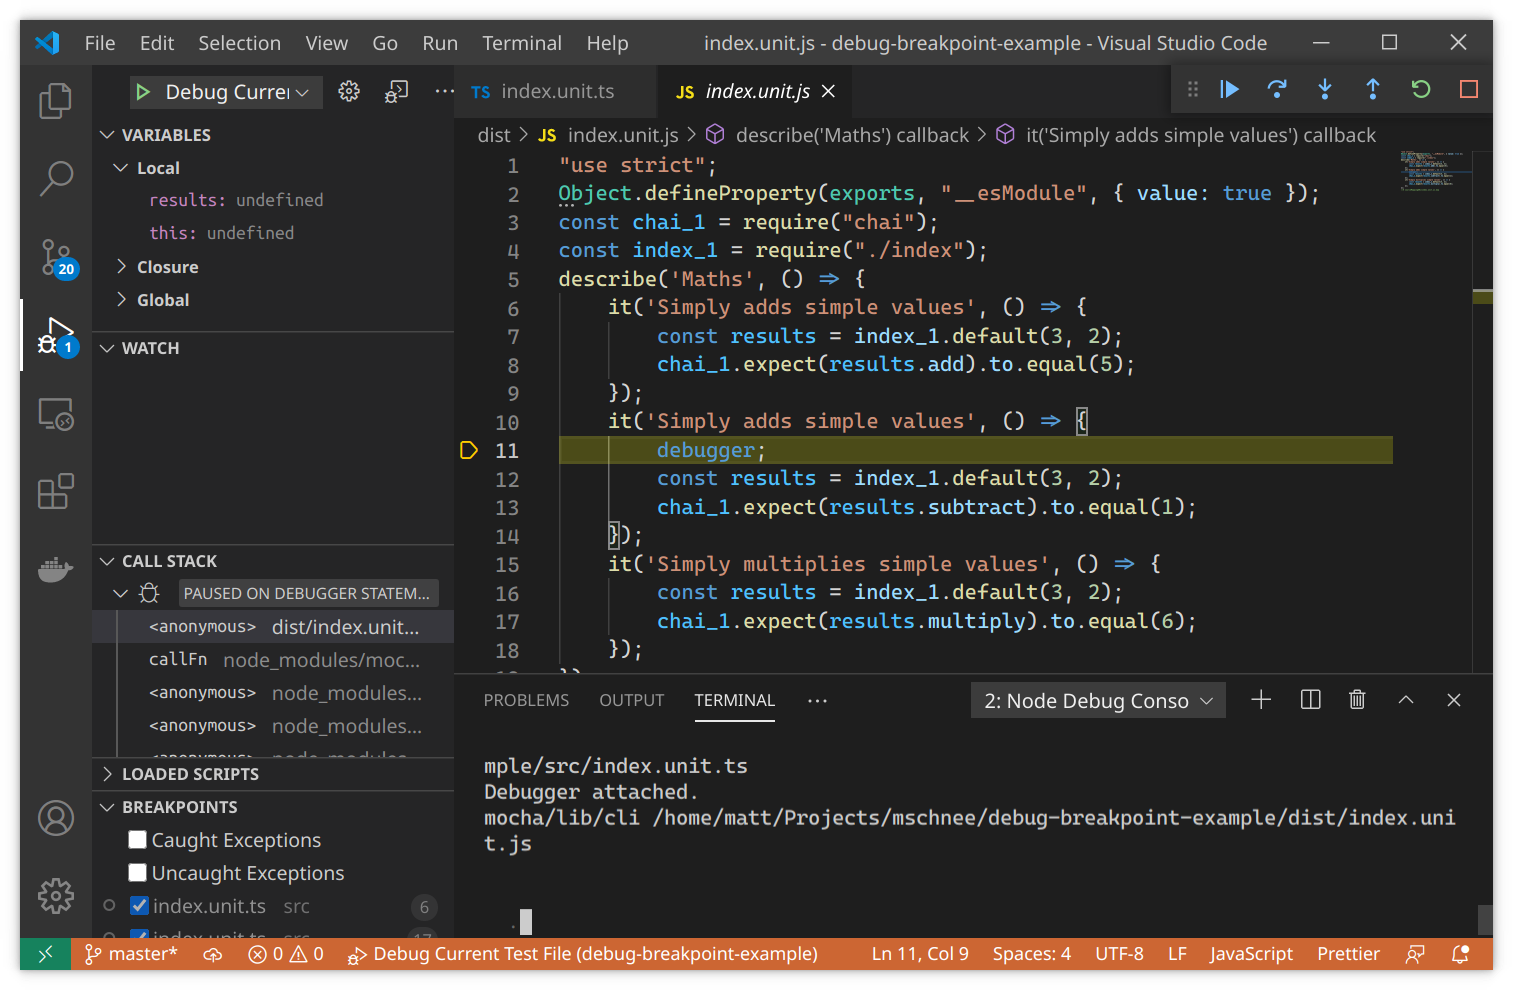 File Edit Selection View Go Run Terminal Help index.unit.js - debug-breakpoint-example - Visual Studio Code
Debug Curre
TS index.unit.ts
JS index.unit.js
dist > JS index.unit.js > describe('Maths') callback > it('Simply adds simple values') callback
VARIABLES
Local
results: undefined
this: undefined
Closure
Global
20
1
WATCH
CALL STACK
PAUSED ON DEBUGGER STATEM...
<anonymous> dist/index.unit...
callFn node_modules/moc...
<anonymous> node_modules...
<anonymous> node_modules...
<anonymous> node_modules...
LOADED SCRIPTS
BREAKPOINTS
Caught Exceptions
Uncaught Exceptions
index.unit.ts src 6
index.unit.ts src 17
1 "use strict";
2 Object.defineProperty(exports, "__esModule", { value: true });
3 const chai_1 = require("chai");
4 const index_1 = require("./index");
5 describe('Maths', () => {
6 it('Simply adds simple values', () => {
7 const results = index_1.default(3, 2);
8 chai_1.expect(results.add).to.equal(5);
9 });
10 it('Simply adds simple values', () => {
11 debugger;
12 const results = index_1.default(3, 2);
13 chai_1.expect(results.subtract).to.equal(1);
14 });
15 it('Simply multiplies simple values', () => {
16 const results = index_1.default(3, 2);
17 chai_1.expect(results.multiply).to.equal(6);
18 });
PROBLEMS OUTPUT TERMINAL ... 2: Node Debug Conso
mple/src/index.unit.ts
Debugger attached.
mocha/lib/cli /home/matt/Projects/mschnee/debug-breakpoint-example/dist/index.uni
t.js
.
master* 0 0 Debug Current Test File (debug-breakpoint-example) Ln 11, Col 9 Spaces: 4 UTF-8 LF JavaScript Prettier